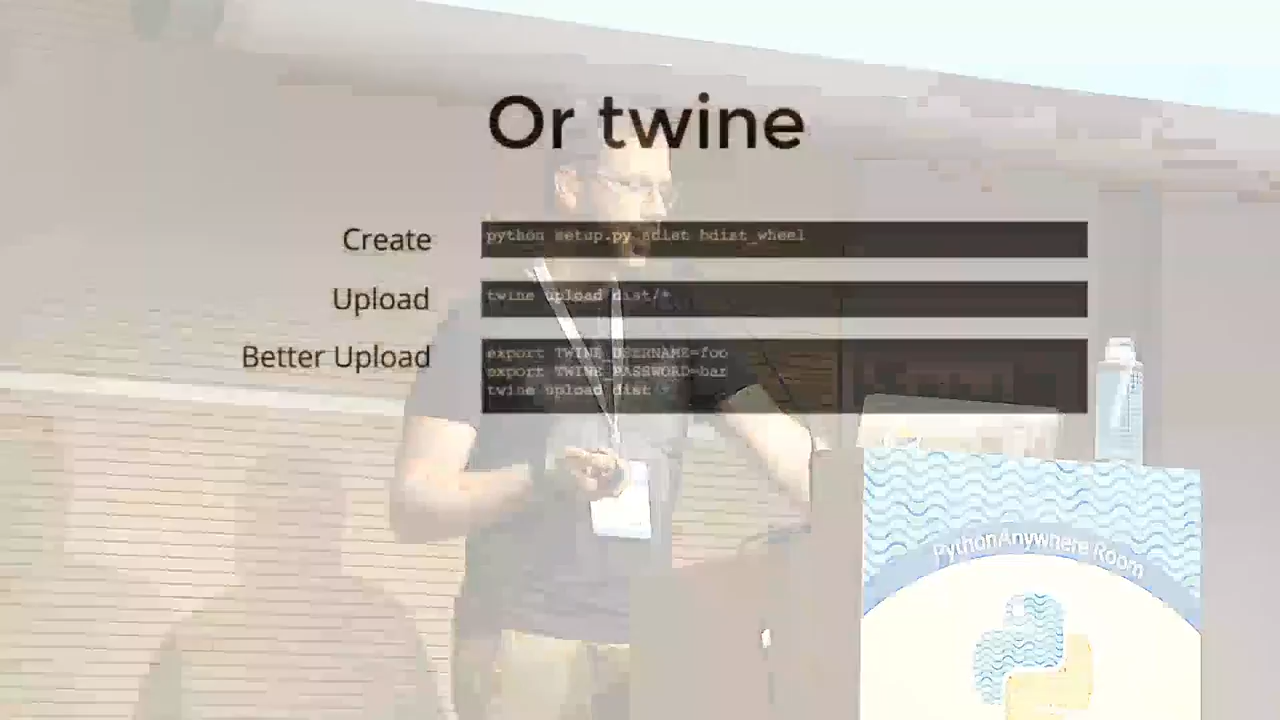 Or twine
Create
python setup.py sdist bdist_wheel
Upload
twine upload dist/*
Better Upload
export TWINE_USERNAME=foo
export TWINE_PASSWORD=bar
twine upload dist/*
PythonAnywhere Room